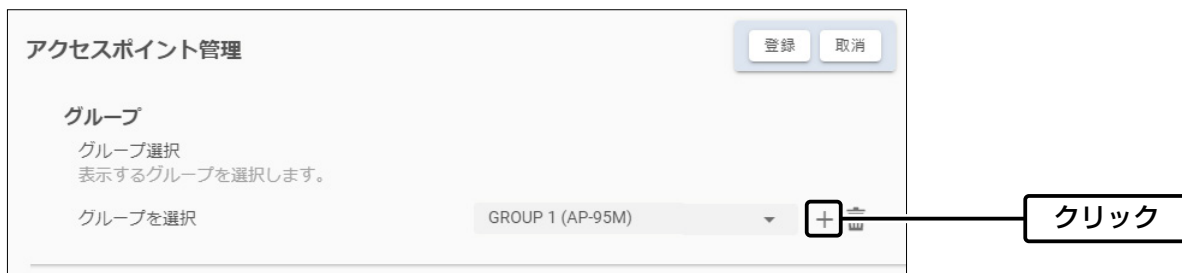 アクセスポイント管理
登録 取消
グループ
グループ選択
表示するグループを選択します。
グループを選択 GROUP 1 (AP-95M)
クリック